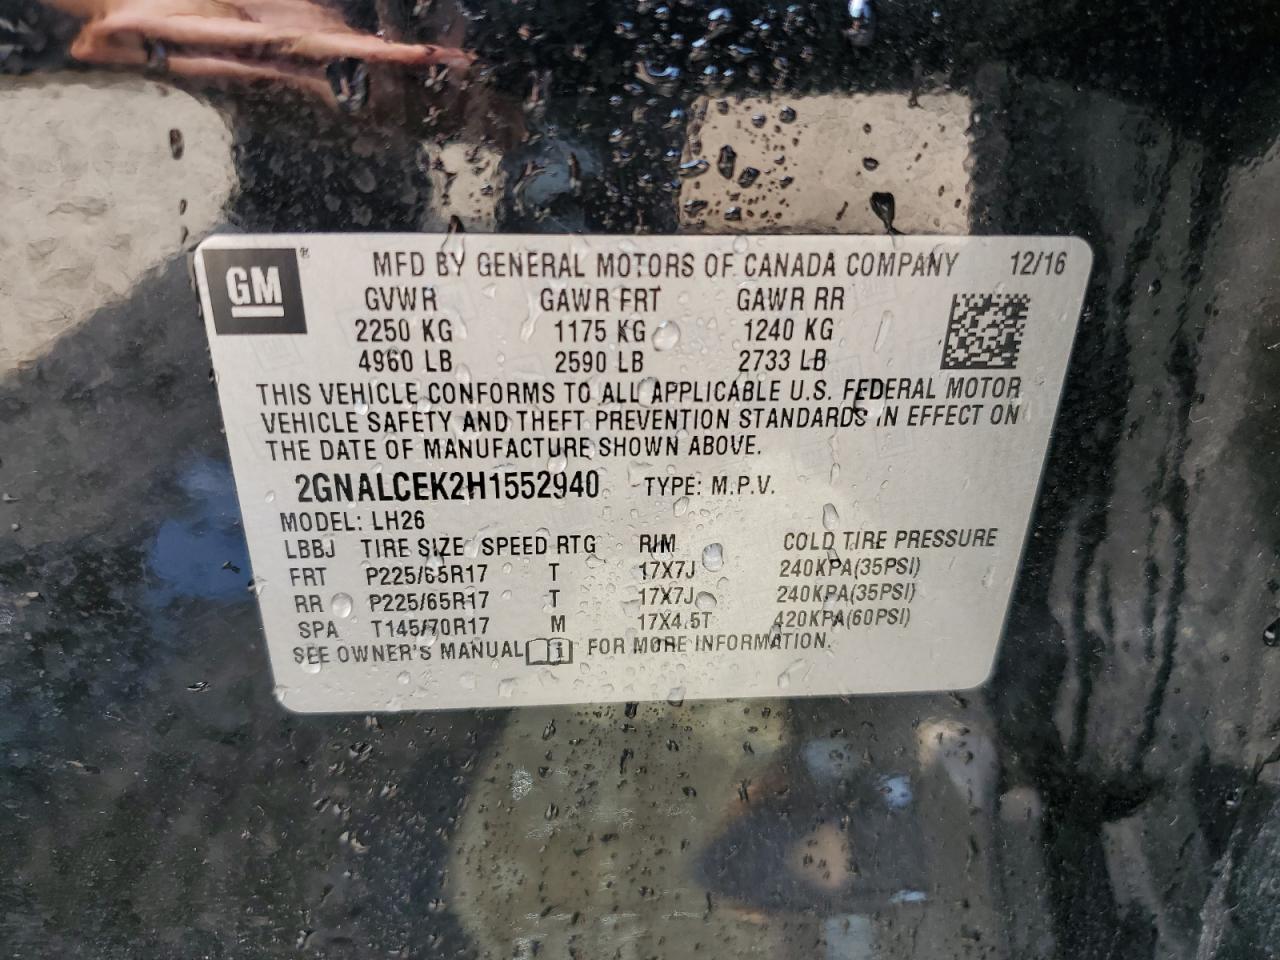 GM ® MFD BY GENERAL MOTORS OF CANADA COMPANY 12/16
GVWR GAWR FRT GAWR RR
2250 KG 1175 KG 1240 KG
4960 LB 2590 LB 2733 LB
THIS VEHICLE CONFORMS TO ALL APPLICABLE U.S. FEDERAL MOTOR
VEHICLE SAFETY AND THEFT PREVENTION STANDARDS IN EFFECT ON
THE DATE OF MANUFACTURE SHOWN ABOVE.
2GNALCEK2H1552940 TYPE: M.P.V.
MODEL: LH26
LBBJ TIRE SIZE SPEED RTG RIM COLD TIRE PRESSURE
FRT P225/65R17 T 17X7J 240KPA(35PSI)
RR P225/65R17 T 17X7J 240KPA(35PSI)
SPA T145/70R17 M 17X4.5T 420KPA(60PSI)
SEE OWNER'S MANUAL i FOR MORE INFORMATION.